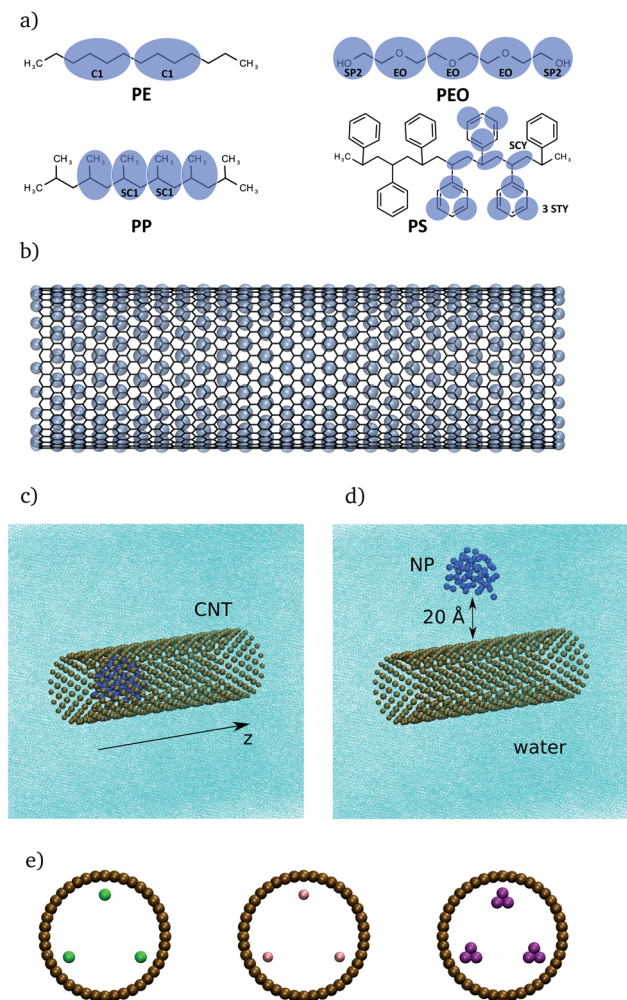 a)
H₃C
CH₃
C1
C1
PE
SP2
EO
EO
EO
SP2
HO
O
O
O
OH
PEO
CH₃
CH₃
CH₃
CH₃
CH₃
CH₃
H₃C
CH₃
SC1
SC1
PP
SCY
H₃C
CH₃
3 STY
PS
b)
c)
d)
CNT
z
NP
20 Å
water
e)